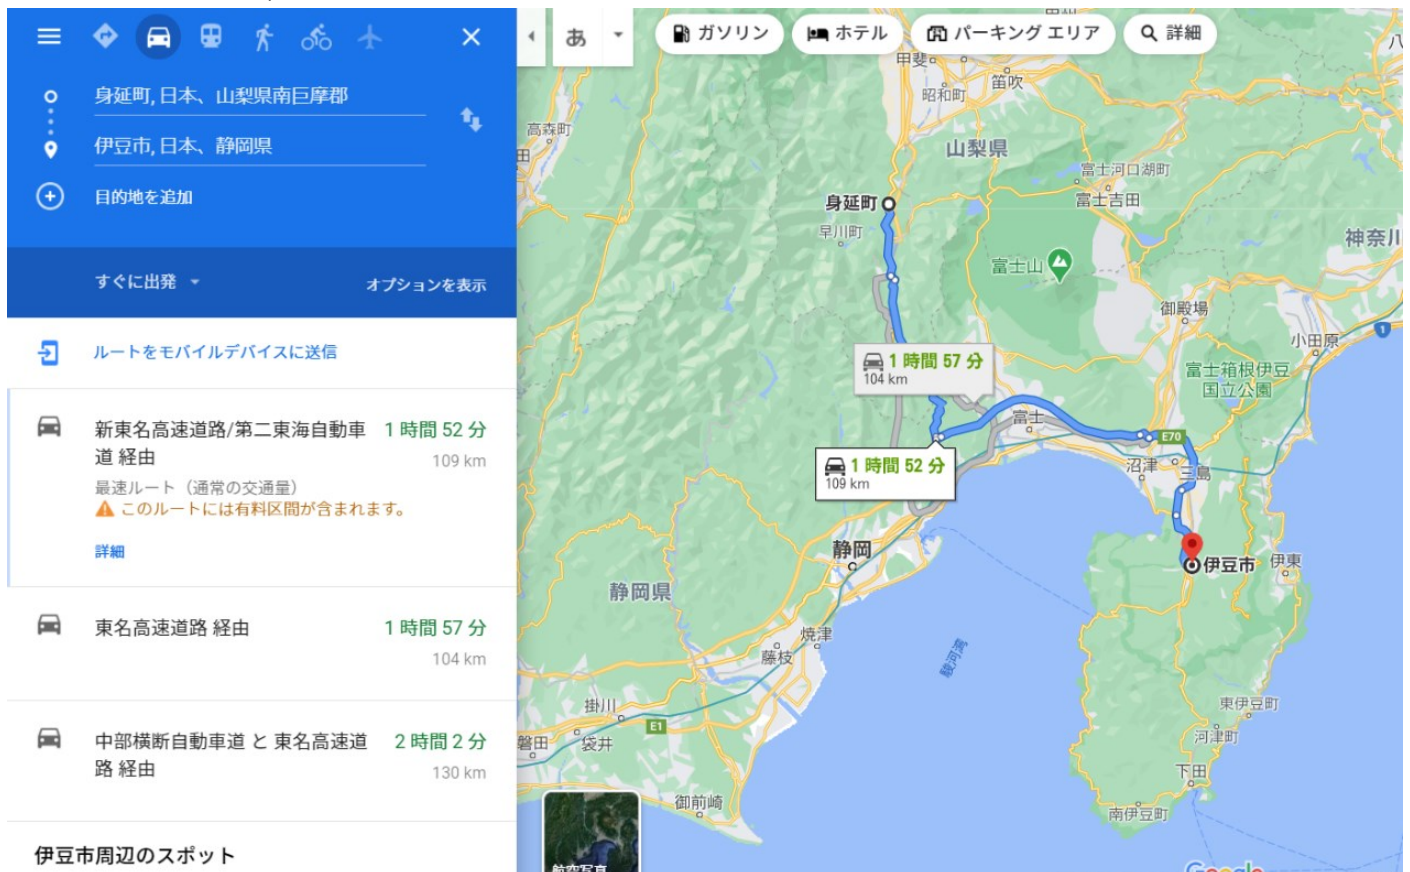 身延町, 日本、山梨県南巨摩郡
伊豆市, 日本、静岡県
目的地を追加
すぐに出発
オプションを表示
ルートをモバイルデバイスに送信
新東名高速道路/第二東海自動車
道 経由
1 時間 52 分
109 km
最速ルート（通常の交通量）
このルートには有料区間が含まれます。
詳細
東名高速道路 経由
1 時間 57 分
104 km
中部横断自動車道 と 東名高速道
路 経由
2 時間 2 分
130 km
伊豆市周辺のスポット
あ
ガソリン
ホテル
パーキング エリア
詳細
甲斐
笛吹
昭和町
高森町
田
山梨県
富士河口湖町
富士吉田
身延町
早川町
神奈川
富士山
御殿場
小田原
1
富士箱根伊豆
国立公園
1 時間 57 分
104 km
富士
E70
沼津
三島
1 時間 52 分
109 km
静岡
伊豆市
伊東
静岡県
焼津
藤枝
駿河湾
掛川
E1
磐田
袋井
東伊豆町
河津町
下田
南伊豆町
御前崎
航空写真
Google